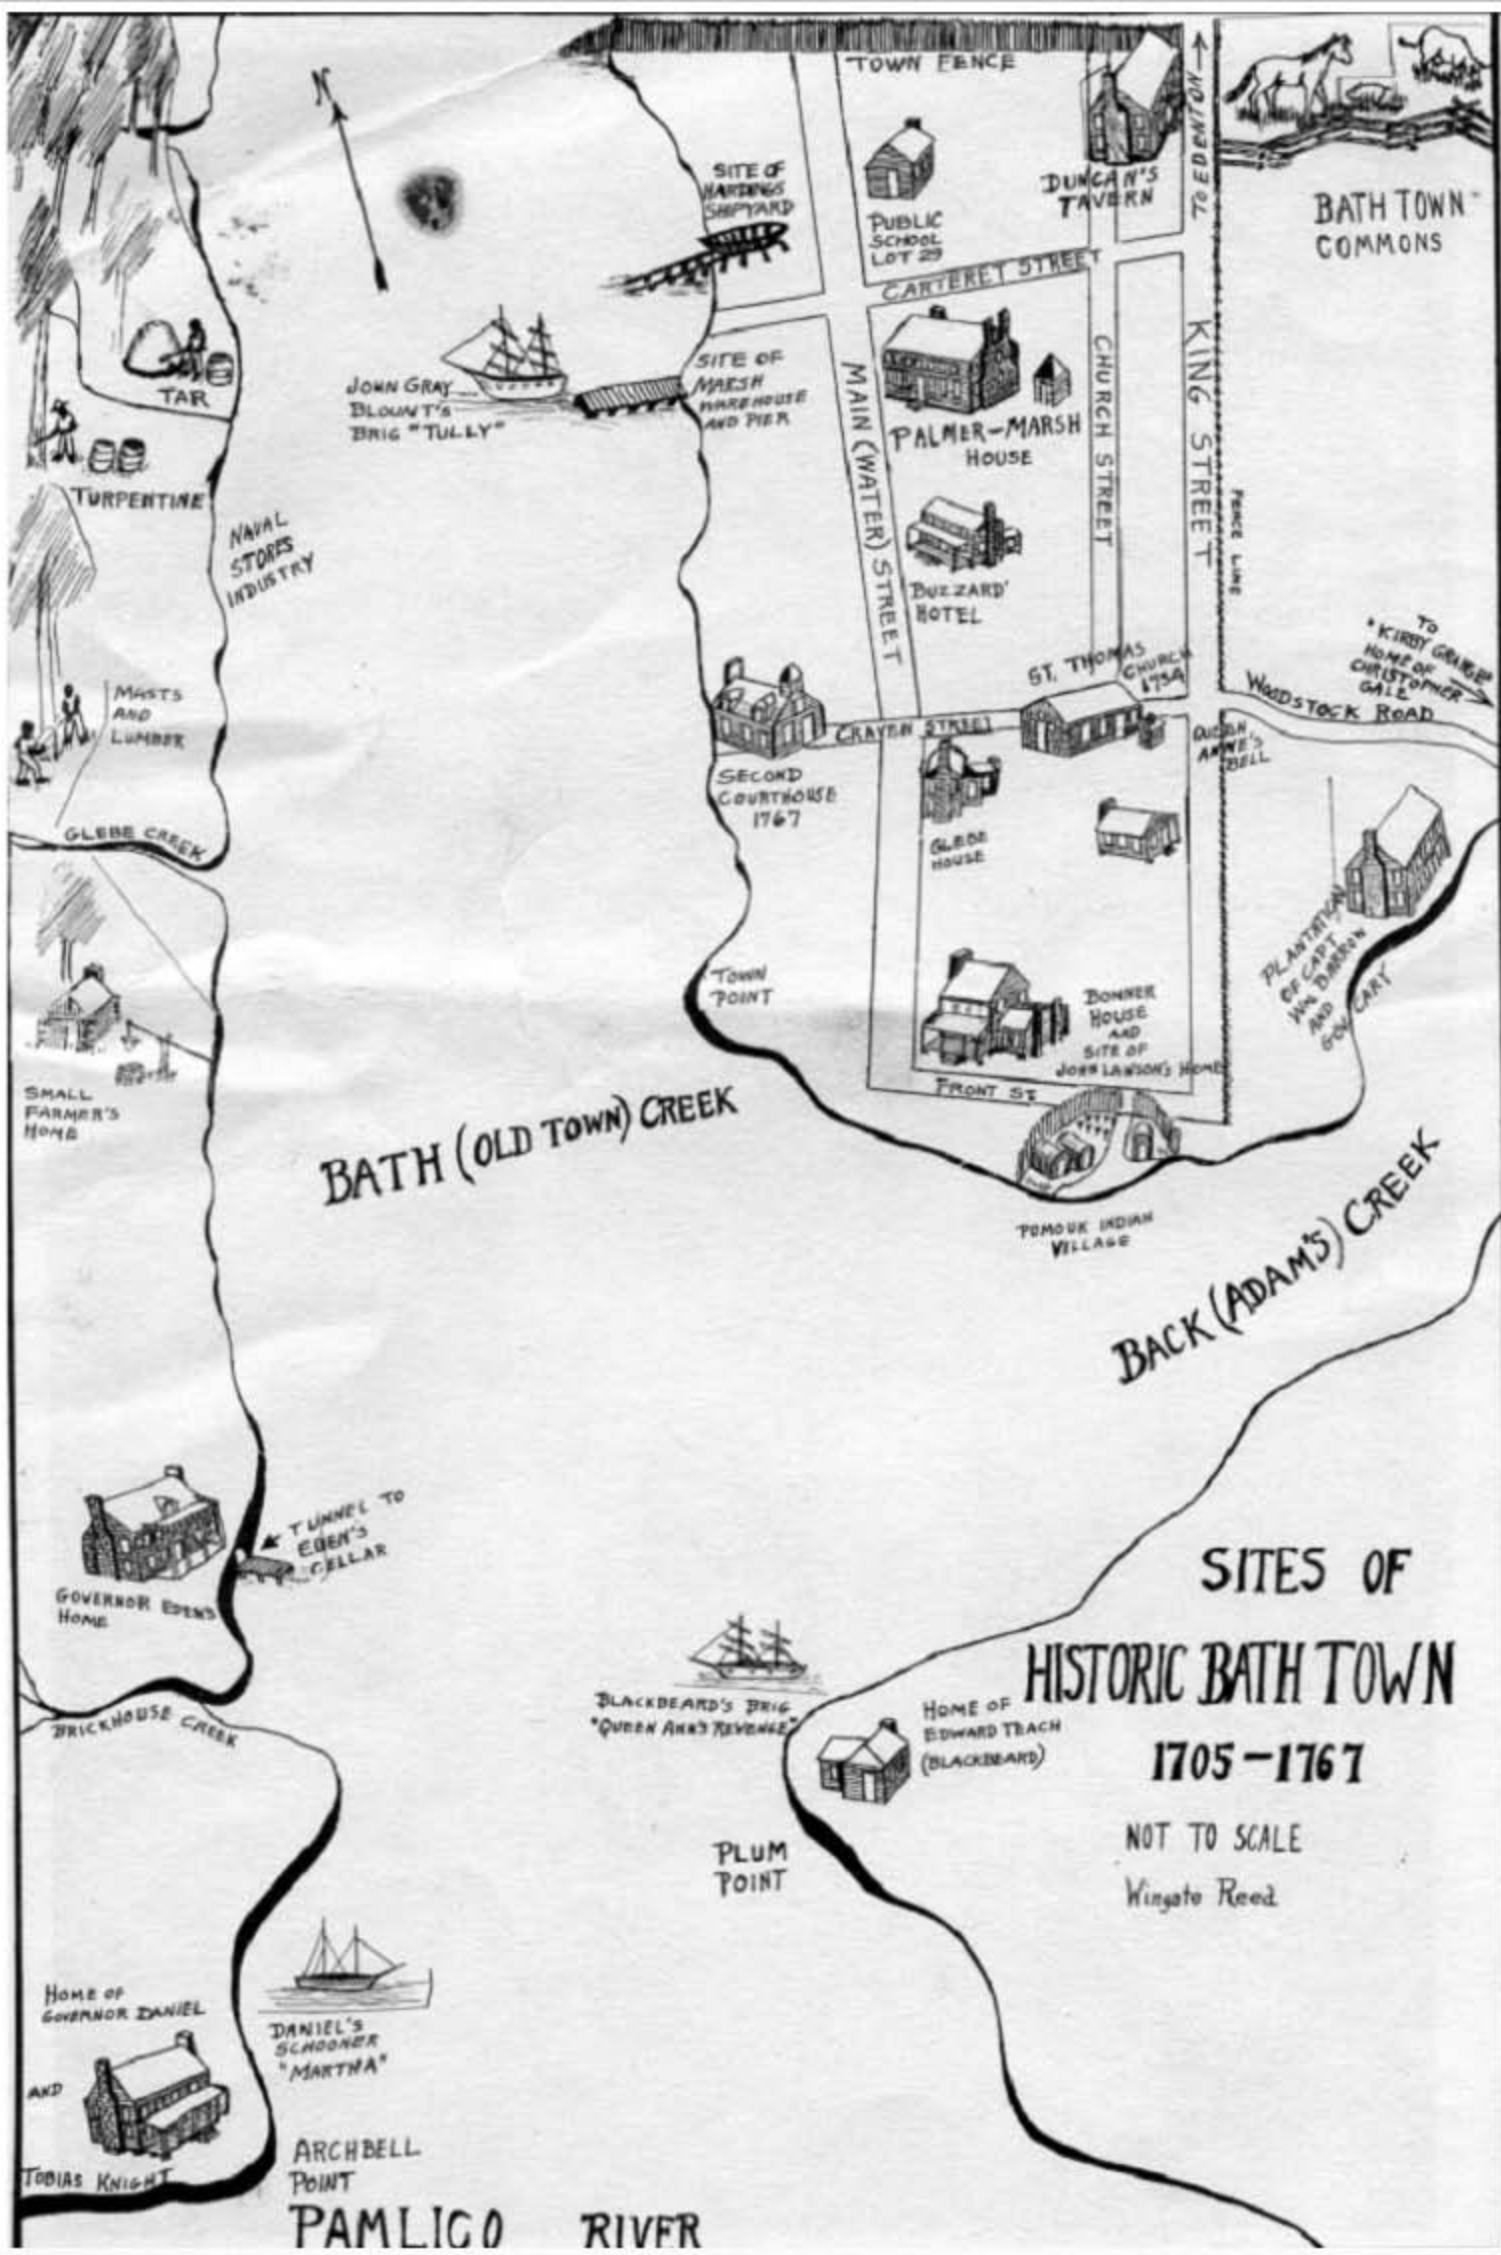 TOWN FENCE
TO EDENTON
N
SITE OF
HARDINGS
SHIPYARD
PUBLIC
SCHOOL
LOT 29
DUNCAN'S
TAVERN
BATH TOWN
COMMONS
CARTERET STREET
TAR
JOHN GRAY
BLOUNT'S
BRIG "TULLY"
SITE OF
MARSH
WAREHOUSE
AND PIER
MAIN (WATER) STREET
PALMER-MARSH
HOUSE
CHURCH STREET
KING STREET
FENCE LINE
TURPENTINE
NAVAL
STORES
INDUSTRY
BUZZARD'
HOTEL
MASTS
AND
LUMBER
ST. THOMAS
CHURCH
1734
TO
"KIRBY GRANGE"
HOME OF
CHRISTOPHER
GALE
WOODSTOCK ROAD
CRAVEN STREET
QUEEN
ANNE'S
BELL
SECOND
COURTHOUSE
1767
GLEBE
HOUSE
GLEBE CREEK
PLANTATION
OF CAPT
WM. BARROW
AND
GOV. CARY
TOWN
POINT
BONNER
HOUSE
AND
SITE OF
JOHN LAWSON'S HOME
FRONT ST
SMALL
FARMER'S
HOME
BATH (OLD TOWN) CREEK
POMOUK INDIAN
VILLAGE
BACK (ADAM'S) CREEK
TUNNEL TO
EDEN'S
CELLAR
GOVERNOR EDENS
HOME
SITES OF
HISTORIC BATH TOWN
1705-1767
NOT TO SCALE
Wingate Reed
BLACKBEARD'S BRIG
"QUEEN ANN'S REVENGE"
HOME OF
EDWARD TEACH
(BLACKBEARD)
BRICKHOUSE CREEK
PLUM
POINT
HOME OF
GOVERNOR DANIEL
AND
TOBIAS KNIGHT
DANIEL'S
SCHOONER
"MARTHA"
ARCHBELL
POINT
PAMLICO RIVER